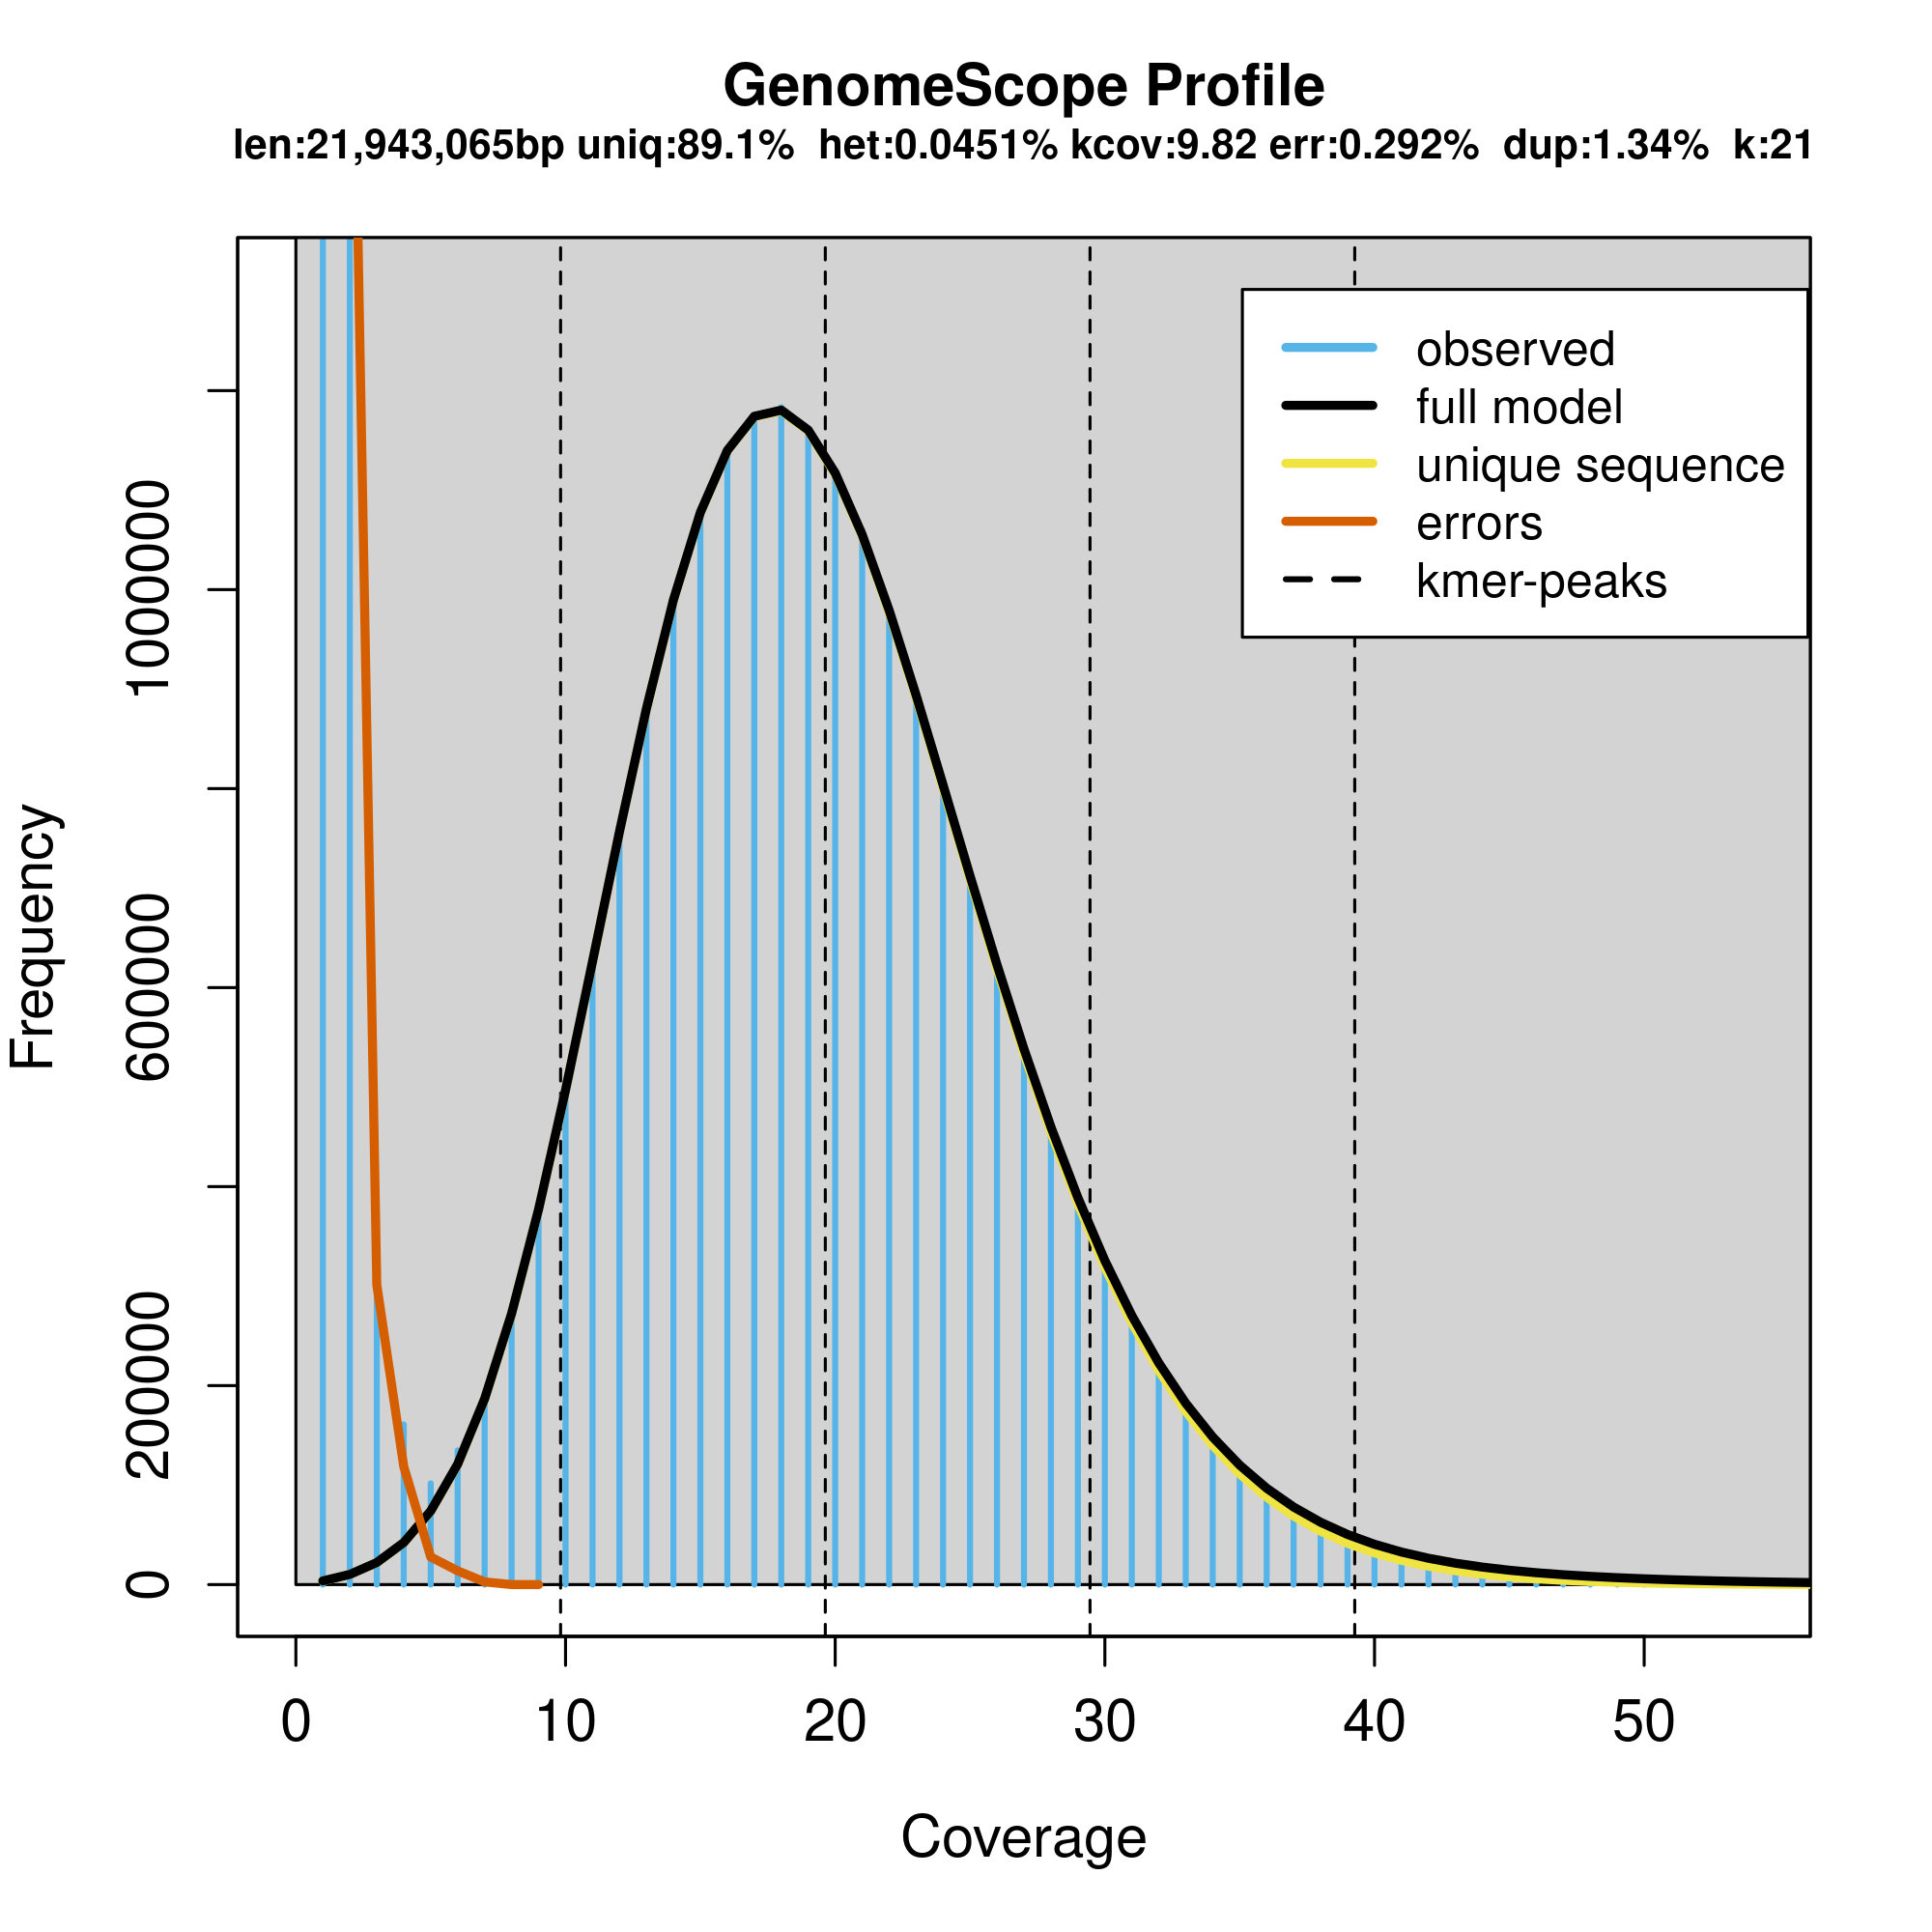 GenomeScope Profile
len:21,943,065bp uniq:89.1% het:0.0451% kcov:9.82 err:0.292% dup:1.34% k:21
observed
full model
unique sequence
errors
kmer-peaks
Frequency
1000000
600000
200000
0
0 10 20 30 40 50
Coverage